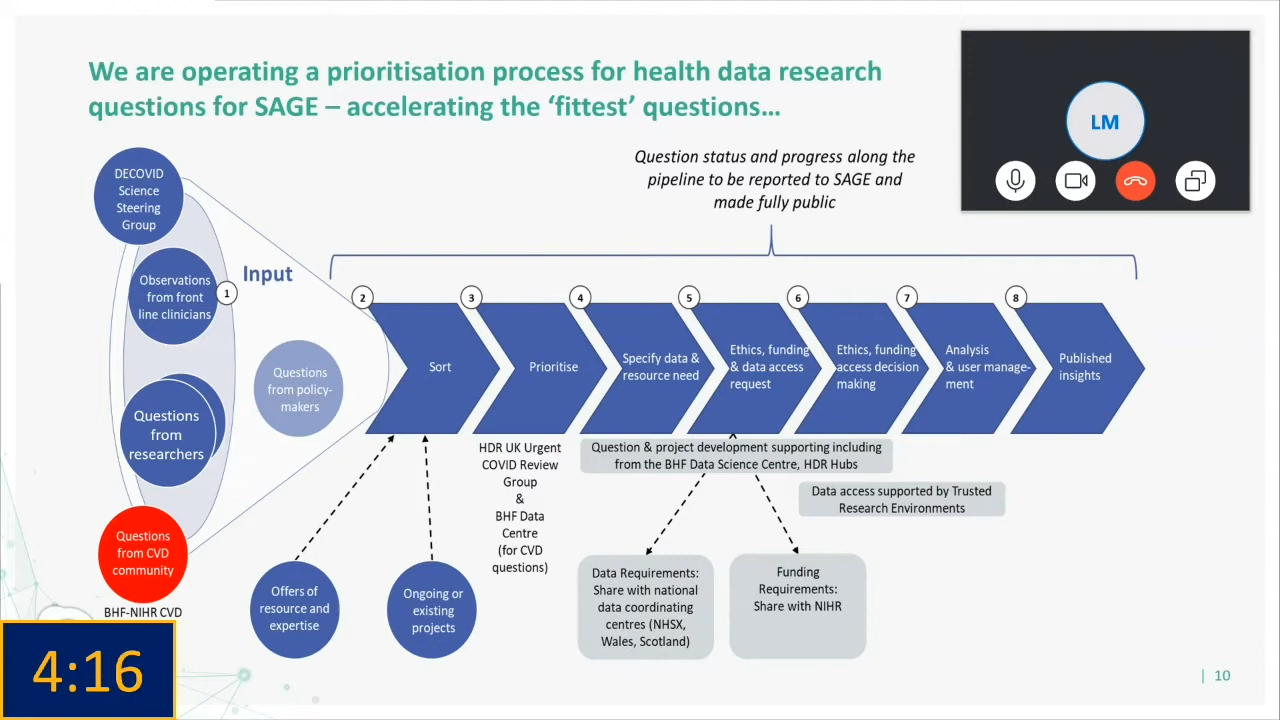 We are operating a prioritisation process for health data research
questions for SAGE – accelerating the ‘fittest’ questions…
LM
Question status and progress along the
pipeline to be reported to SAGE and
made fully public
DECOVID
Science
Steering
Group
Observations
from front
line clinicians
1
Input
Questions
from
researchers
Questions
from policy-
makers
Questions
from CVD
community
BHF-NIHR CVD
2
Sort
3
Prioritise
4
Specify data &
resource need
5
Ethics, funding
& data access
request
6
Ethics, funding
access decision
making
7
Analysis
& user manage-
ment
8
Published
insights
HDR UK Urgent
COVID Review
Group
&
BHF Data
Centre
(for CVD
questions)
Question & project development supporting including
from the BHF Data Science Centre, HDR Hubs
Data access supported by Trusted
Research Environments
Offers of
resource and
expertise
Ongoing or
existing
projects
Data Requirements:
Share with national
data coordinating
centres (NHSX,
Wales, Scotland)
Funding
Requirements:
Share with NIHR
4:16
| 10